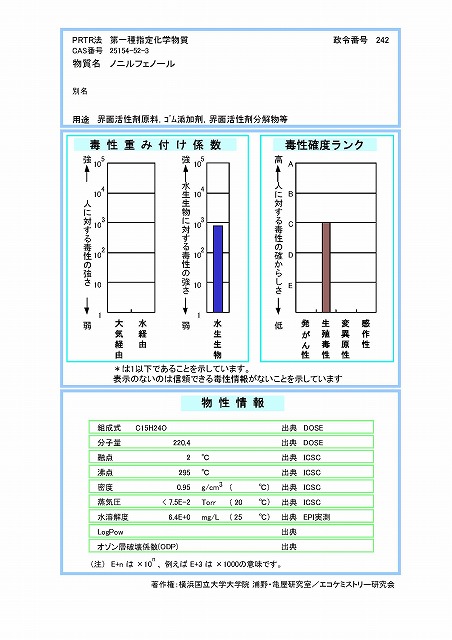 PRTR法 第一種指定化学物質 政令番号 242
CAS番号 25154-52-3
物質名 ノニルフェノール
別名
用途 界面活性剤原料，ｺﾞﾑ添加剤，界面活性剤分解物等
毒性重み付け係数
強
人に対する毒性の強さ
弱
10^5
10^4
10^3
10^2
10^1
1
大気経由
水経由
強
水生生物に対する毒性の強さ
弱
10^5
10^4
10^3
10^2
10^1
1
水生生物
毒性確度ランク
高
人に対する毒性の確からしさ
低
A
B
C
D
E
発がん性
生殖毒性
変異原性
感作性
＊は1以下であることを示しています。
表示のないのは信頼できる毒性情報がないことを示しています
物性情報
組成式 C15H24O 出典 DOSE
分子量 220.4 出典 DOSE
融点 2 ℃ 出典 ICSC
沸点 295 ℃ 出典 ICSC
密度 0.95 g/cm3 ( ℃) 出典 ICSC
蒸気圧 <7.5E-2 Torr (20 ℃) 出典 ICSC
水溶解度 6.4E+0 mg/L (25 ℃) 出典 EPI実測
LogPow 出典
オゾン層破壊係数(ODP) 出典
（注） E+n は ×10^n 、例えば E+3 は ×1000の意味です。
著作権：横浜国立大学大学院 浦野・亀屋研究室／エコケミストリー研究会